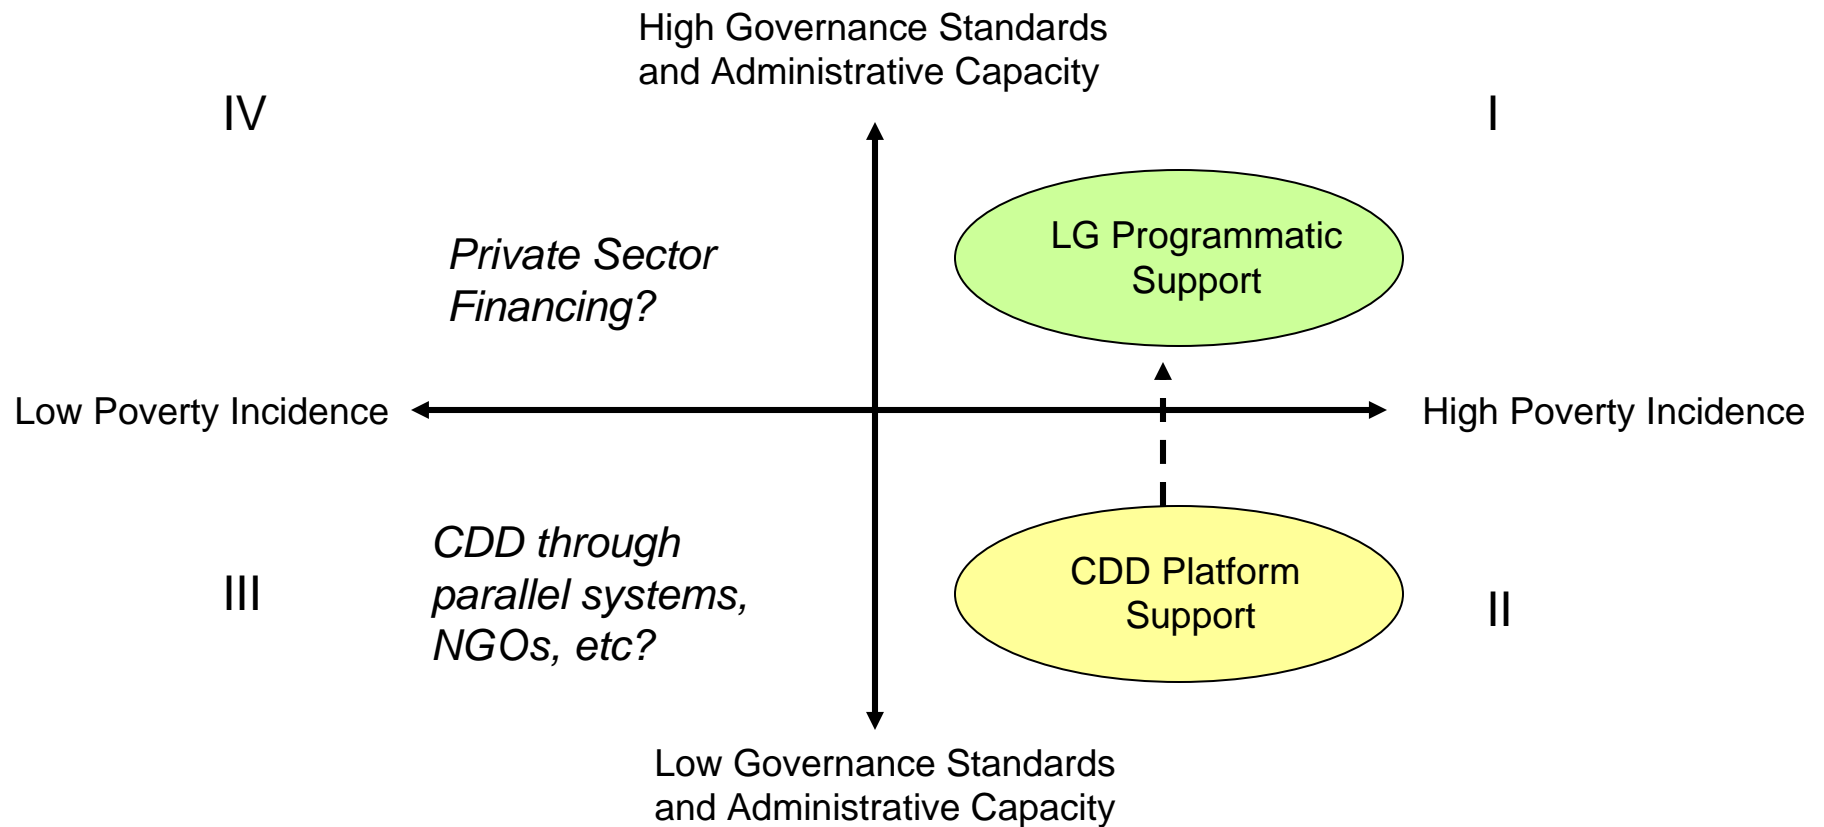 High Governance Standards
and Administrative Capacity
IV
I
Private Sector
Financing?
LG Programmatic
Support
Low Poverty Incidence
High Poverty Incidence
III
CDD through
parallel systems,
NGOs, etc?
CDD Platform
Support
II
Low Governance Standards
and Administrative Capacity